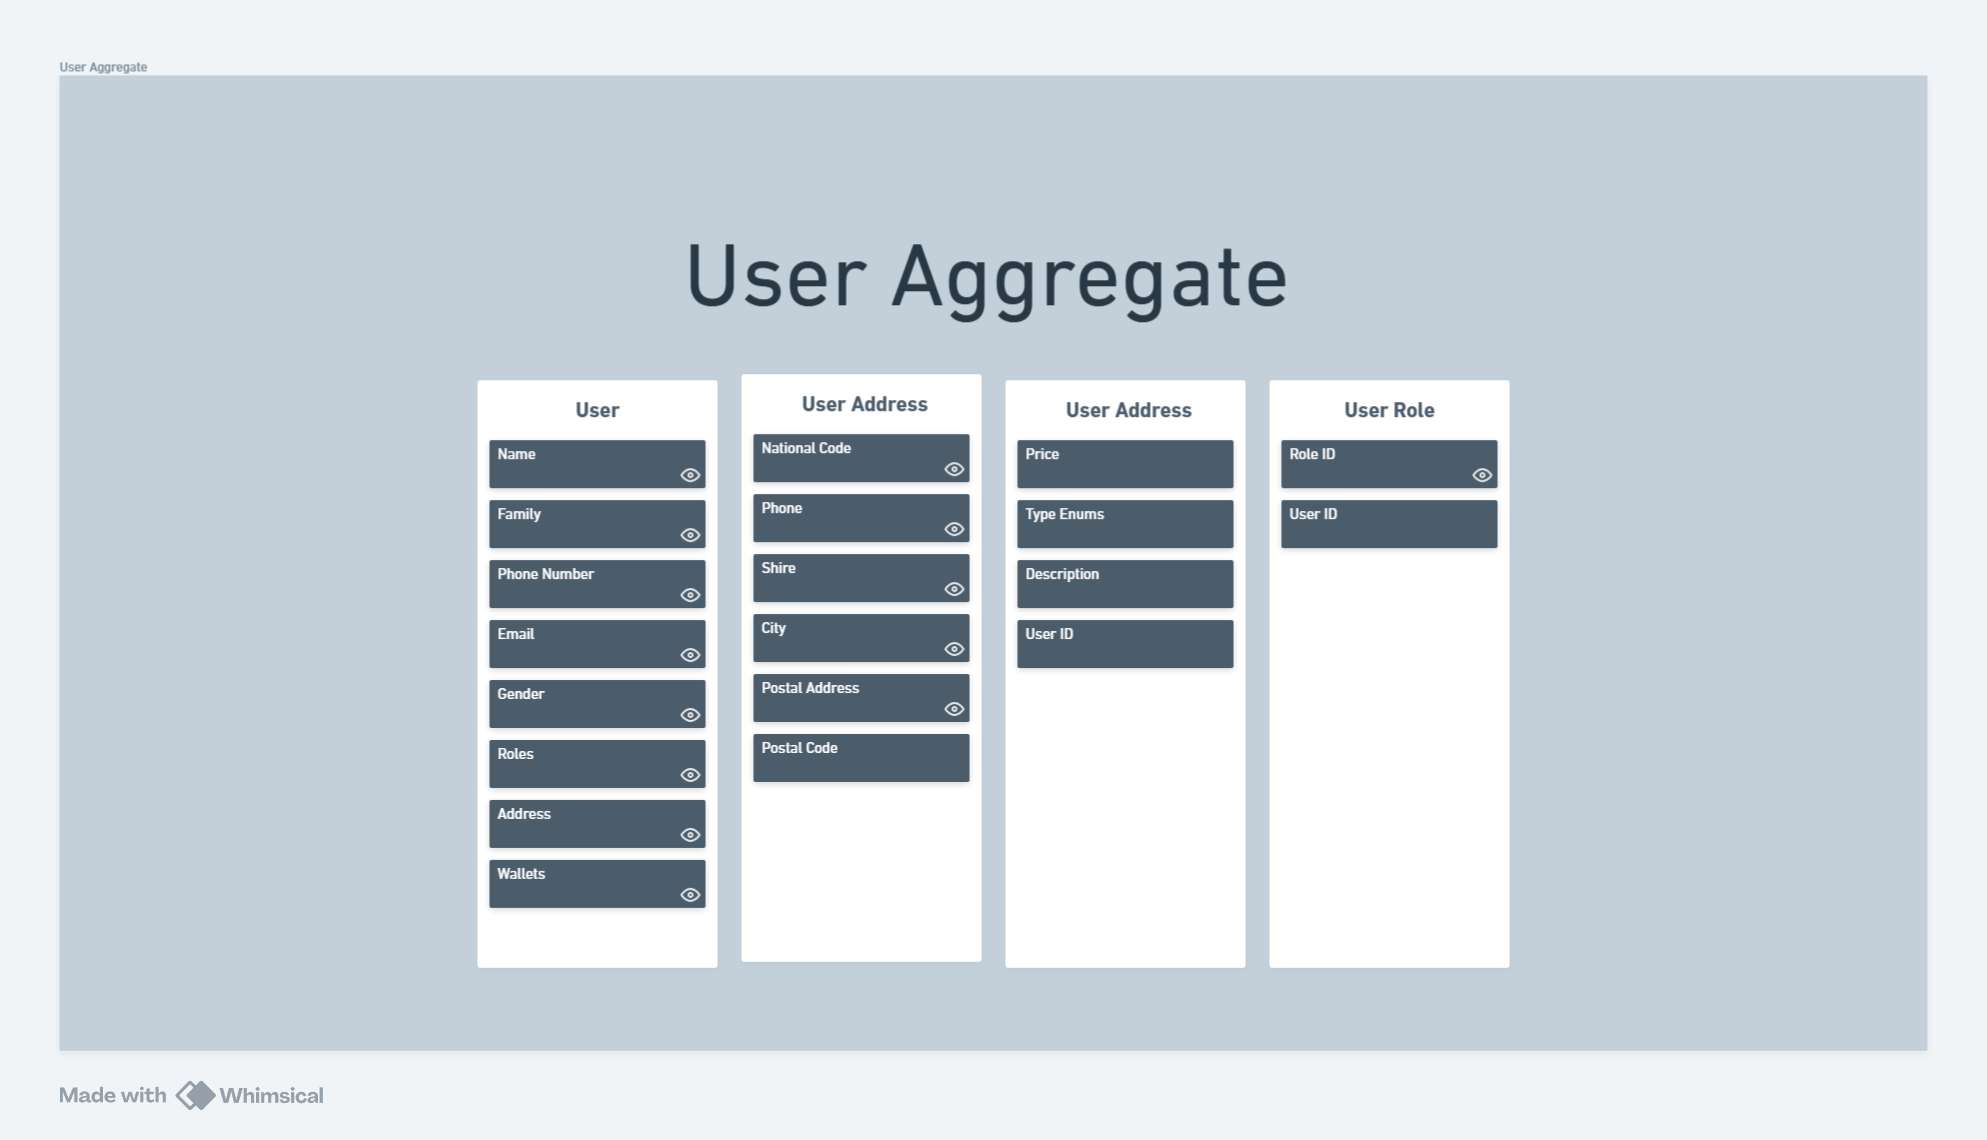 User Aggregate
User Aggregate
User
Name
Family
Phone Number
Email
Gender
Roles
Address
Wallets
User Address
National Code
Phone
Shire
City
Postal Address
Postal Code
User Address
Price
Type Enums
Description
User ID
User Role
Role ID
User ID
Made with Whimsical